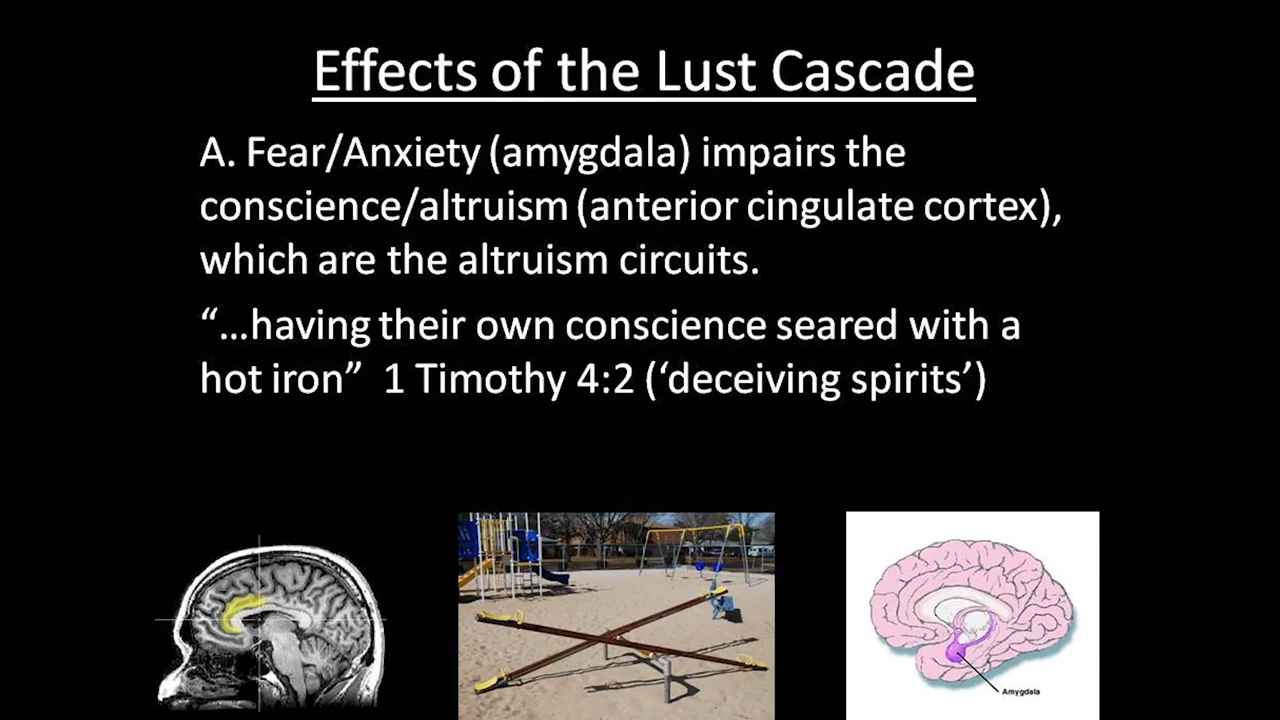 Effects of the Lust Cascade
A. Fear/Anxiety (amygdala) impairs the
conscience/altruism (anterior cingulate cortex),
which are the altruism circuits.
“…having their own conscience seared with a
hot iron” 1 Timothy 4:2 (‘deceiving spirits’)
Amygdala